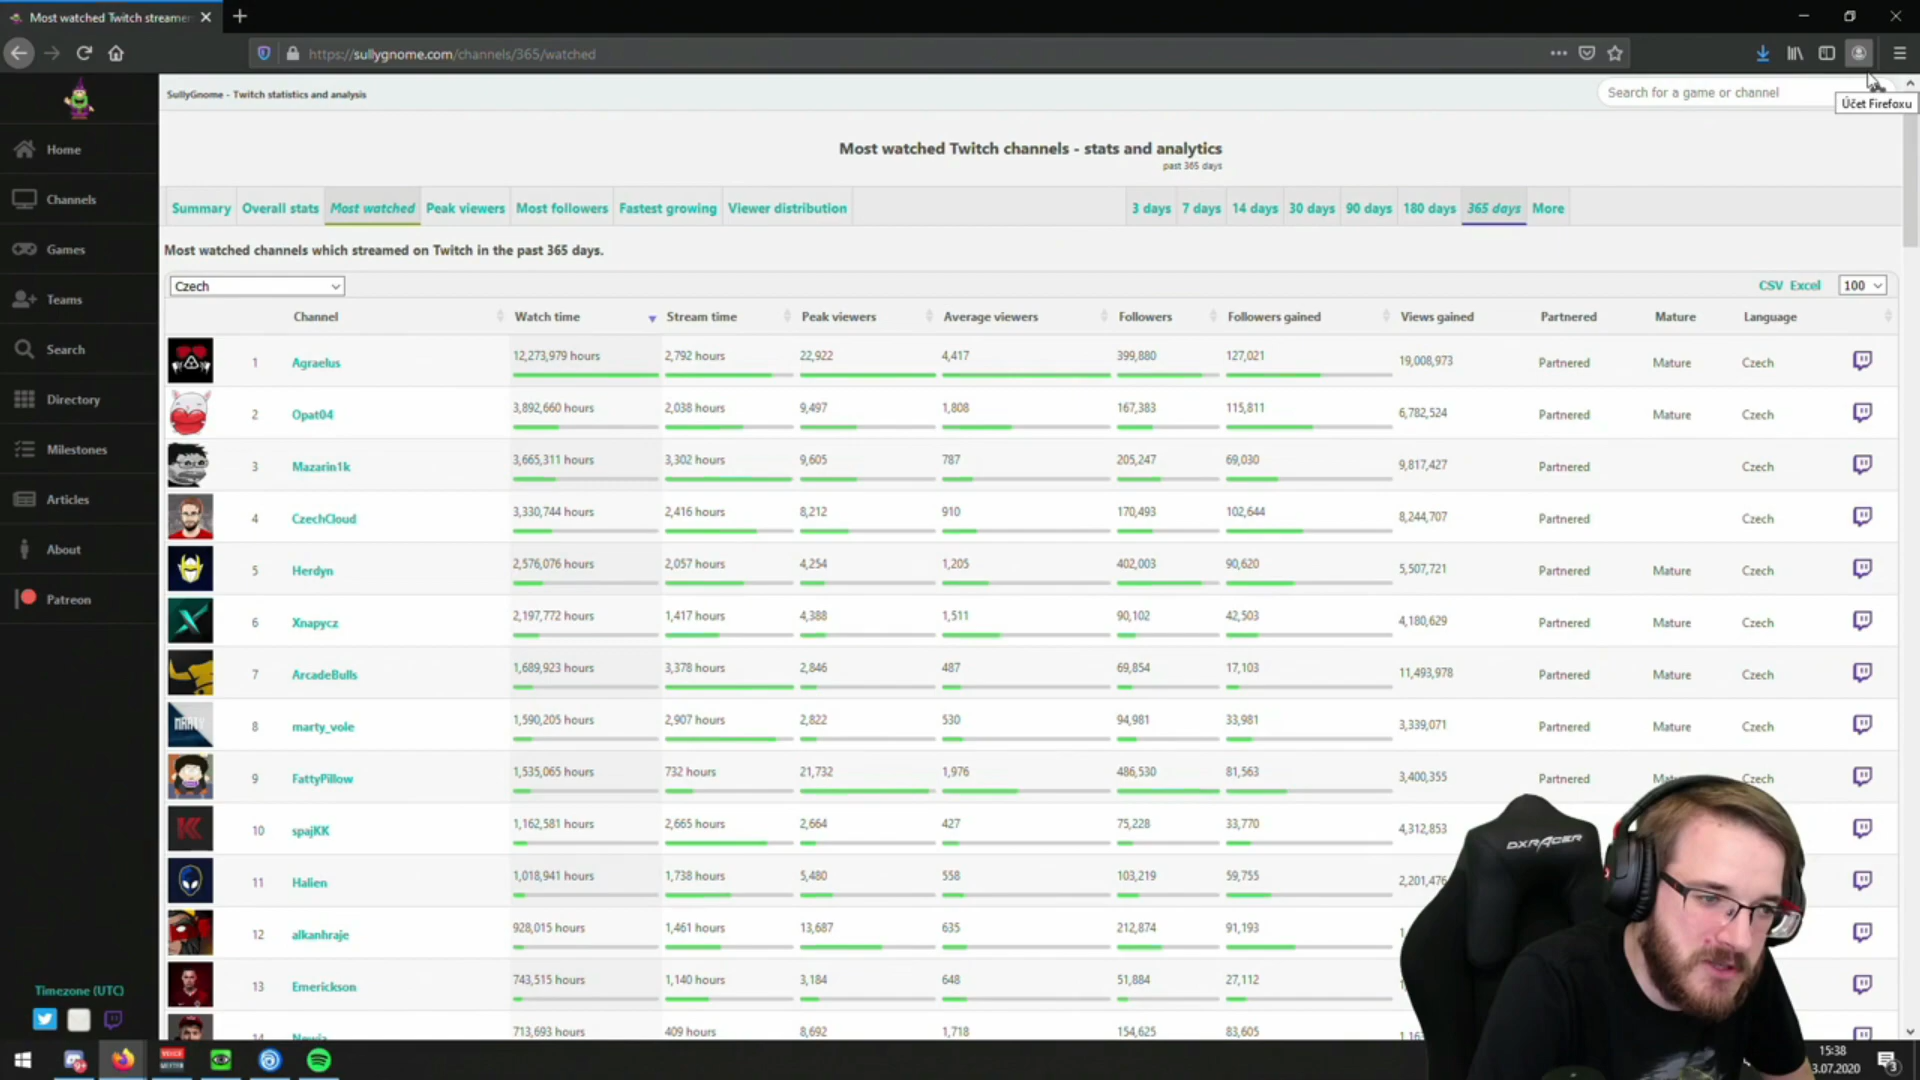 Most watched Twitch streamer
https://sullygnome.com/channels/365/watched
SullyGnome - Twitch statistics and analysis
Search for a game or channel
Účet Firefoxu
Most watched Twitch channels - stats and analytics
past 365 days
Home
Channels
Games
Teams
Search
Directory
Milestones
Articles
About
Patreon
Timezone (UTC)
Summary Overall stats Most watched Peak viewers Most followers Fastest growing Viewer distribution 3 days 7 days 14 days 30 days 90 days 180 days 365 days More
Most watched channels which streamed on Twitch in the past 365 days.
Czech CSV Excel 100
Channel Watch time Stream time Peak viewers Average viewers Followers Followers gained Views gained Partnered Mature Language
1 Agraelus 12,273,979 hours 2,792 hours 22,922 4,417 399,880 127,021 19,008,973 Partnered Mature Czech
2 Opat04 3,892,660 hours 2,038 hours 9,497 1,808 167,383 115,811 6,782,524 Partnered Mature Czech
3 Mazarin1k 3,665,311 hours 3,302 hours 9,605 787 205,247 69,030 9,817,427 Partnered Czech
4 CzechCloud 3,330,744 hours 2,416 hours 8,212 910 170,493 102,644 8,244,707 Partnered Czech
5 Herdyn 2,576,076 hours 2,057 hours 4,254 1,205 402,003 90,620 5,507,721 Partnered Mature Czech
6 Xnapycz 2,197,772 hours 1,417 hours 4,388 1,511 90,102 42,503 4,180,629 Partnered Mature Czech
7 ArcadeBulls 1,689,923 hours 3,378 hours 2,846 487 69,854 17,103 11,493,978 Partnered Mature Czech
MARTY 8 marty_vole 1,590,205 hours 2,907 hours 2,822 530 94,981 33,981 3,339,071 Partnered Mature Czech
9 FattyPillow 1,535,065 hours 732 hours 21,732 1,976 486,530 81,563 3,400,355 Partnered Czech
10 spajKK 1,162,581 hours 2,665 hours 2,664 427 75,228 33,770 4,312,853
11 Halien 1,018,941 hours 1,738 hours 5,480 558 103,219 59,755 2,201,476
12 alkanhraje 928,015 hours 1,461 hours 13,687 635 212,874 91,193
13 Emerickson 743,515 hours 1,140 hours 3,184 648 51,884 27,112
713,693 hours 409 hours 8,692 1,718 154,625 83,605
DXRACER
15:38
3.07.2020